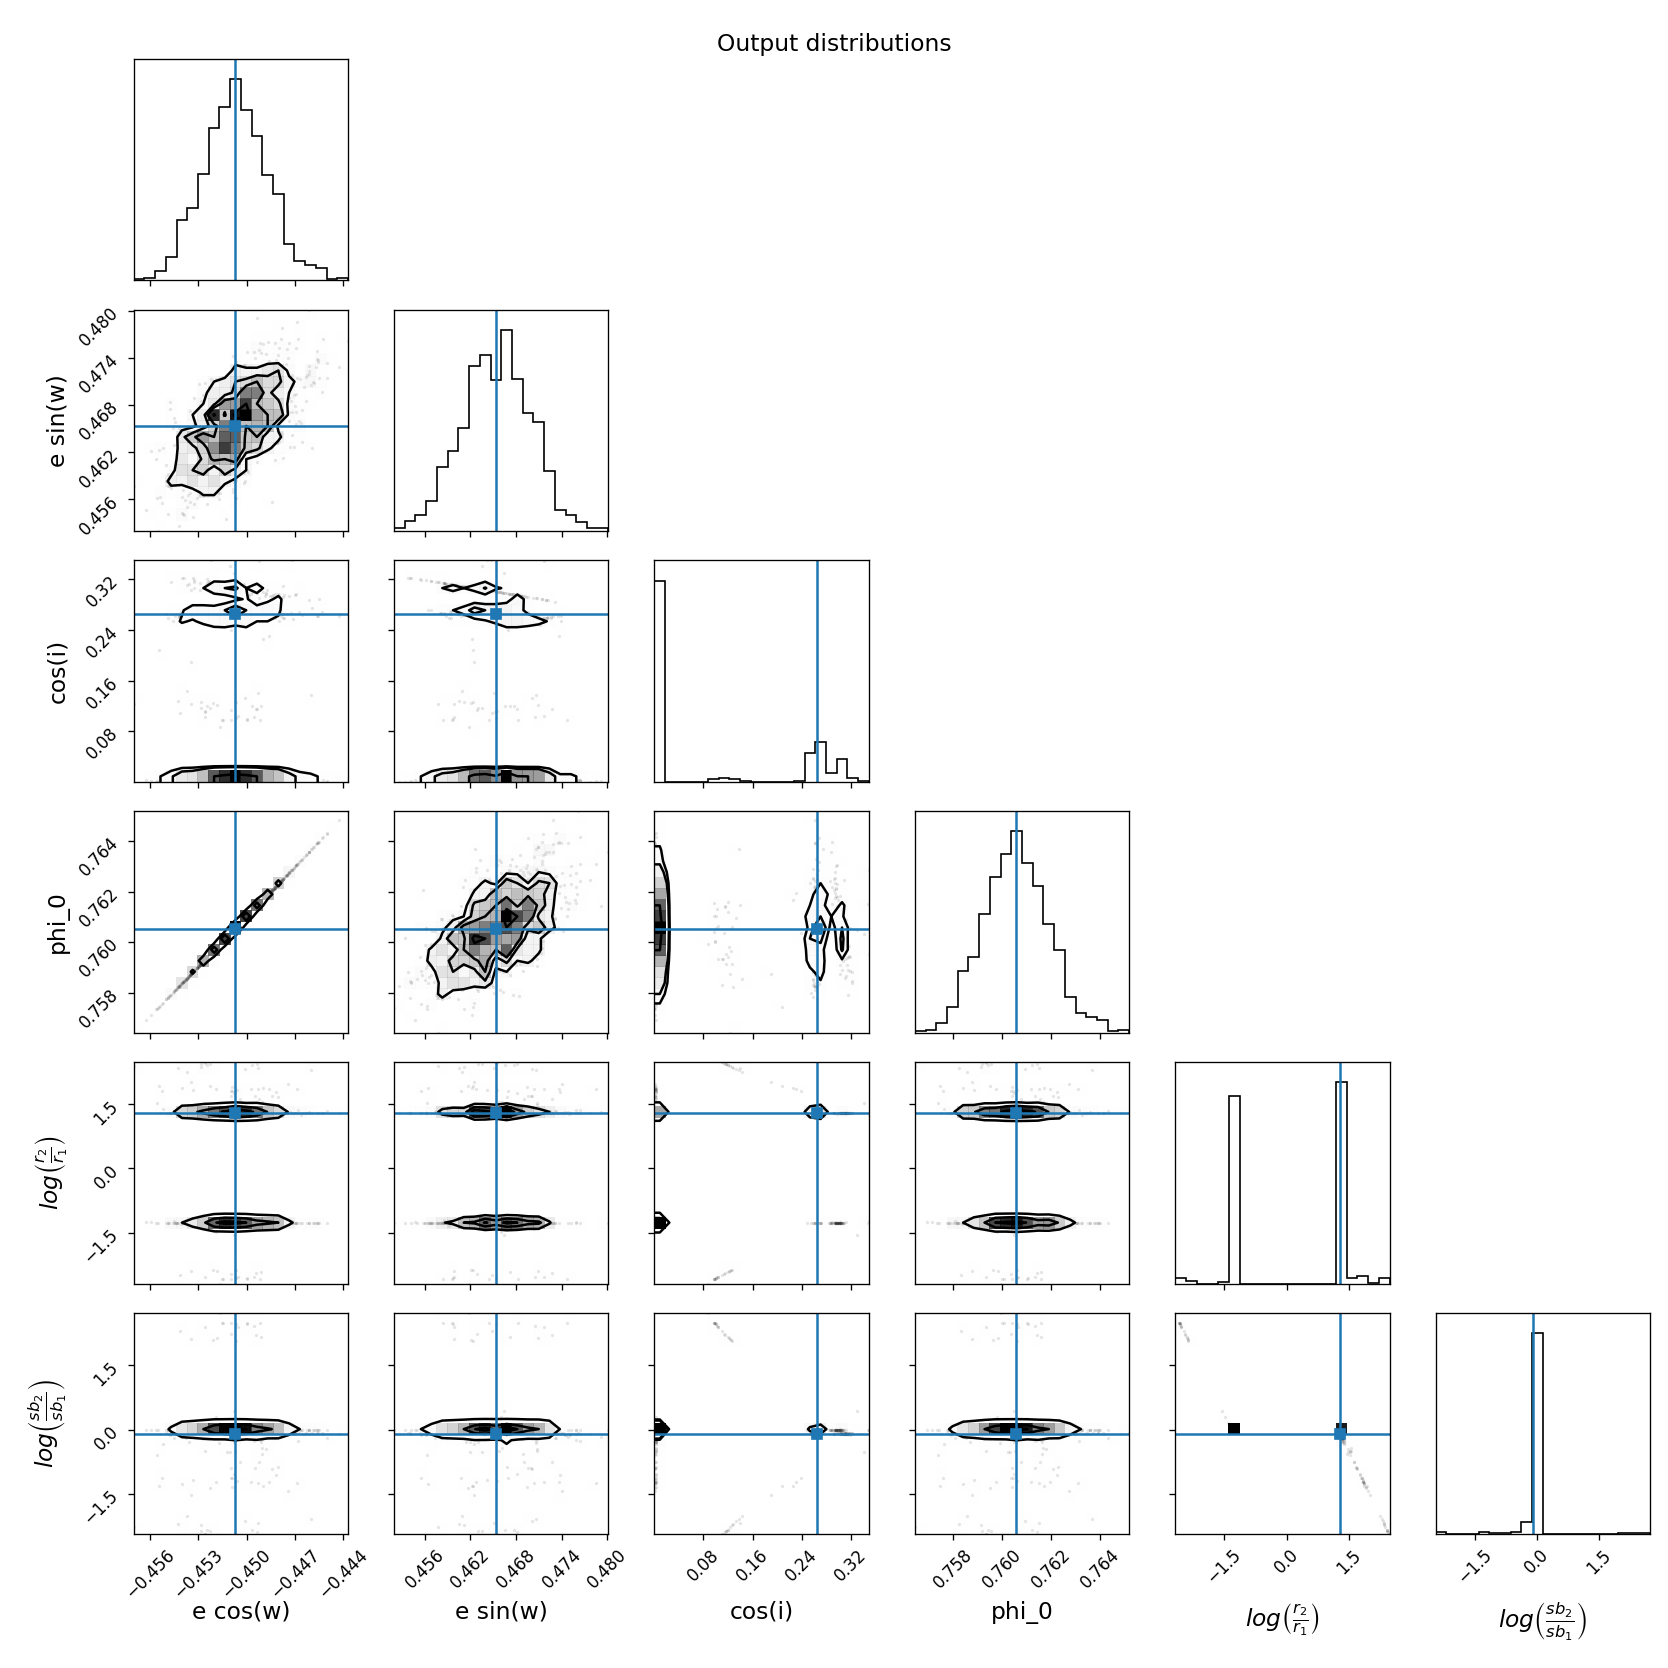 Output distributions
0.480
0.474
0.468
0.462
0.456
e sin(w)
0.32
0.24
0.16
0.08
cos(i)
0.764
0.762
0.760
0.758
phi_0
1.5
0.0
−1.5
log(r₂/r₁)
1.5
0.0
−1.5
log(sb₂/sb₁)
−0.456 −0.453 −0.450 −0.447 −0.444 0.456 0.462 0.468 0.474 0.480 0.08 0.16 0.24 0.32 0.758 0.760 0.762 0.764 −1.5 0.0 1.5 −1.5 0.0 1.5
e cos(w) e sin(w) cos(i) phi_0 log(r₂/r₁) log(sb₂/sb₁)